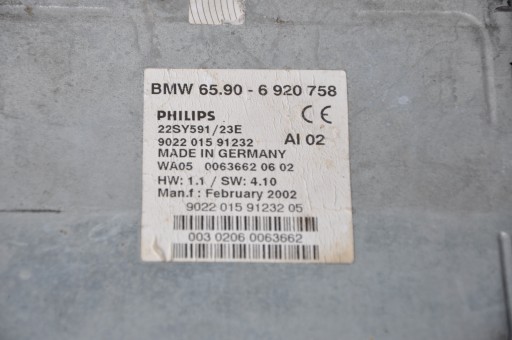 BMW 65.90 - 6 920 758
PHILIPS CE
22SY591/23E
9022 015 91232 AI 02
MADE IN GERMANY
WA05 0063662 06 02
HW: 1.1 / SW: 4.10
Man.f : February 2002
9022 015 91232 05
003 0206 0063662